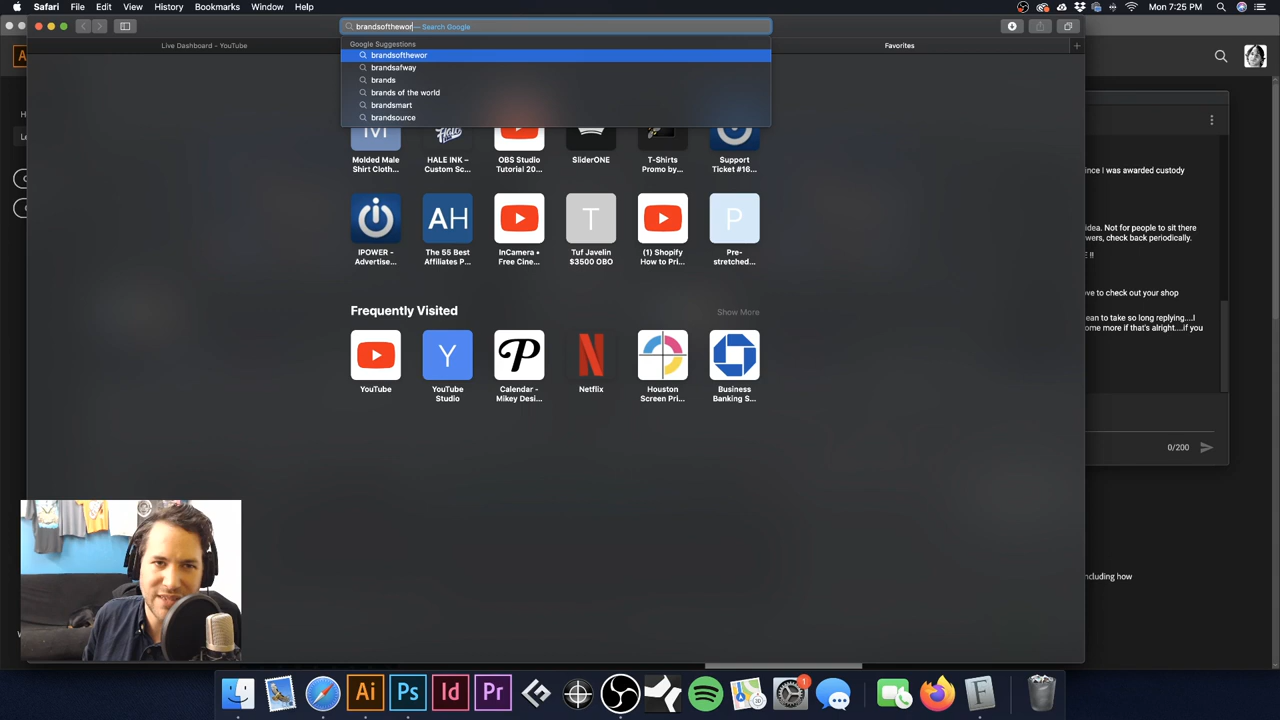 Safari File Edit View History Bookmarks Window Help
Mon 7:25 PM
brandsofthewor — Search Google
Live Dashboard - YouTube
Favorites
Google Suggestions
brandsofthewor
brandsafway
brands
brands of the world
brandsmart
brandsource
Molded Male
Shirt Cloth...
HALE INK –
Custom Sc...
OBS Studio
Tutorial 20...
SliderONE
T-Shirts
Promo by...
Support
Ticket #16...
IPOWER -
Advertise...
AH
The 55 Best
Affiliates P...
InCamera •
Free Cine...
T
Tuf Javelin
$3500 OBO
(1) Shopify
How to Pri...
P
Pre-
stretched...
Frequently Visited
Show More
YouTube
Y
YouTube
Studio
P
Calendar -
Mikey Desi...
N
Netflix
Houston
Screen Pri...
Business
Banking S...
ince I was awarded custody
idea. Not for people to sit there
wers, check back periodically.
E !!
ove to check out your shop
ean to take so long replying....I
ome more if that's alright....if you
0/200
ncluding how
Ai Ps Id Pr
1
F